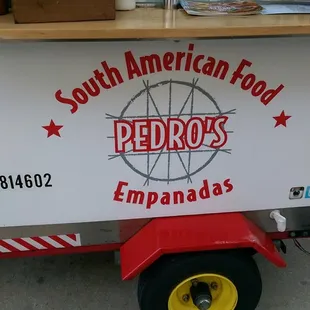 South American Food
PEDRO'S
814602
Empanadas